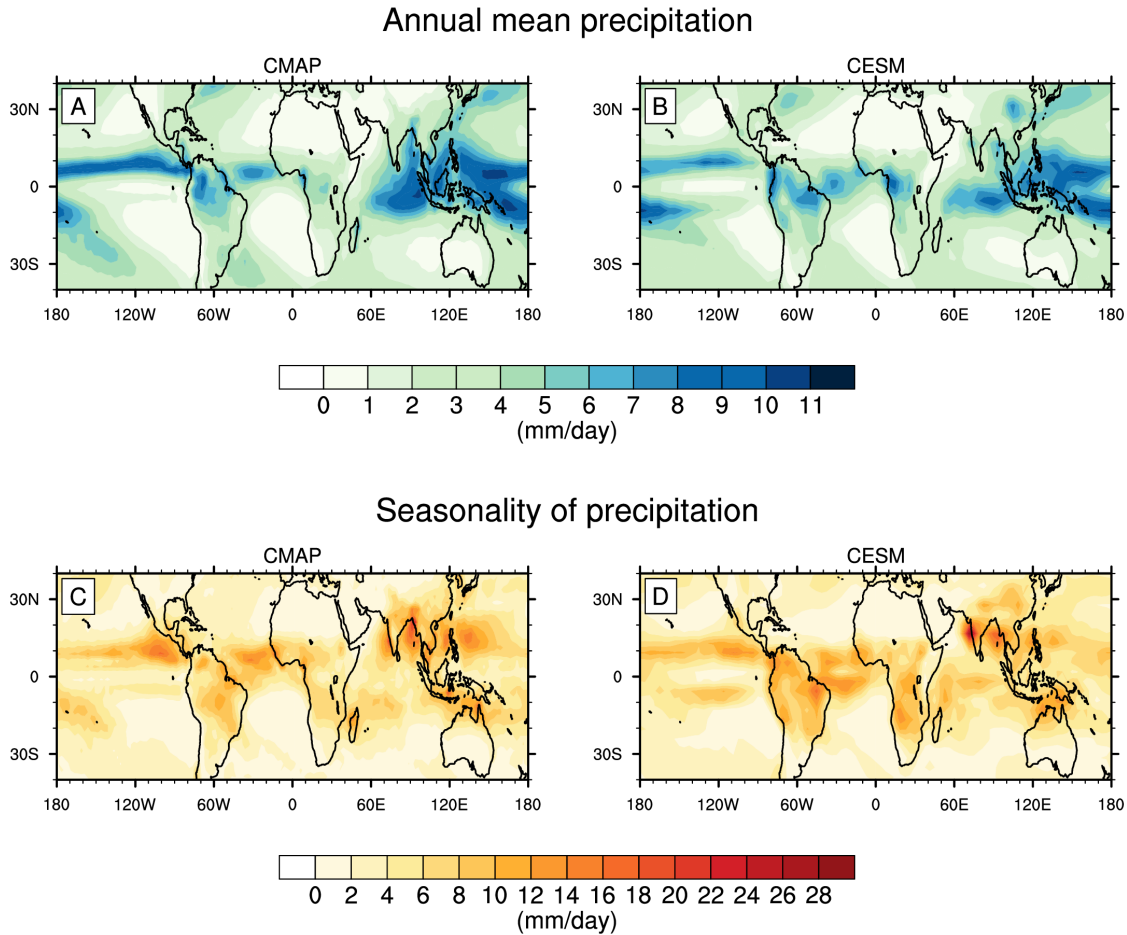 Annual mean precipitation
CMAP CESM
A B
30N 30N
0 0
30S 30S
180 120W 60W 0 60E 120E 180 180 120W 60W 0 60E 120E 180
0 1 2 3 4 5 6 7 8 9 10 11
(mm/day)
Seasonality of precipitation
CMAP CESM
C D
30N 30N
0 0
30S 30S
180 120W 60W 0 60E 120E 180 180 120W 60W 0 60E 120E 180
0 2 4 6 8 10 12 14 16 18 20 22 24 26 28
(mm/day)